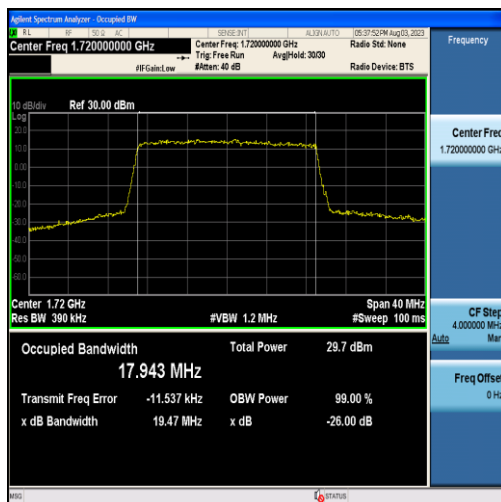 Agilent Spectrum Analyzer - Occupied BW
RL RF 50 Ω AC SENSE:INT ALIGN AUTO 05:37:52 PM Aug 03, 2023
Center Freq 1.720000000 GHz
Center Freq: 1.720000000 GHz Radio Std: None
Trig: Free Run Avg|Hold: 30/30
#IFGain:Low #Atten: 40 dB Radio Device: BTS
Frequency
10 dB/div Ref 30.00 dBm
Log
20.0
10.0
0.00
-10.0
-20.0
-30.0
-40.0
-50.0
-60.0
Center Freq
1.720000000 GHz
Center 1.72 GHz Span 40 MHz
Res BW 390 kHz #VBW 1.2 MHz #Sweep 100 ms
CF Step
4.000000 MHz
Auto Man
Occupied Bandwidth Total Power 29.7 dBm
17.943 MHz
Transmit Freq Error -11.537 kHz OBW Power 99.00 %
x dB Bandwidth 19.47 MHz x dB -26.00 dB
Freq Offset
0 Hz
MSG STATUS